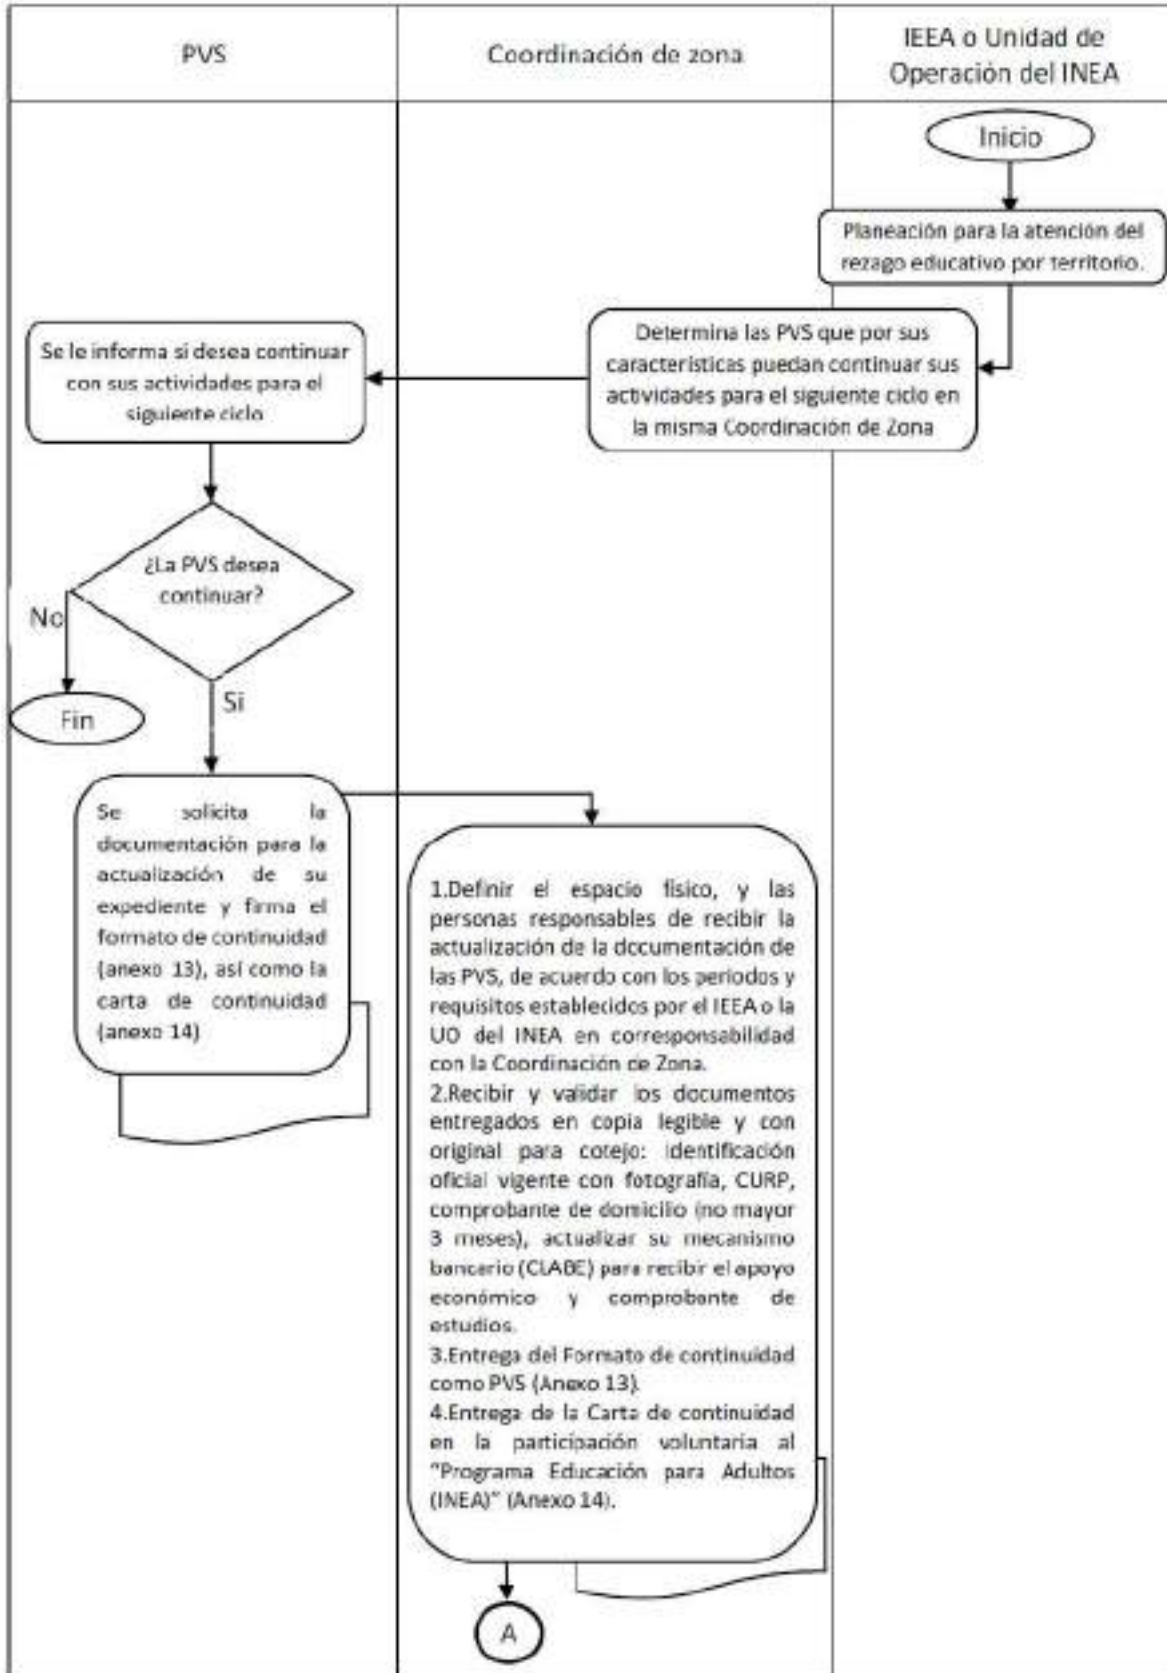 PVS
Coordinación de zona
IEEA o Unidad de
Operación del INEA
Inicio
Planeación para la atención del
rezago educativo por territorio.
Determina las PVS que por sus
características puedan continuar sus
actividades para el siguiente ciclo en
la misma Coordinación de Zona
Se le informa si desea continuar
con sus actividades para el
siguiente ciclo
¿La PVS desea
continuar?
No
Fin
Si
Se solicita la
documentación para la
actualización de su
expediente y firma el
formato de continuidad
(anexo 13), así como la
carta de continuidad
(anexo 14)
1.Definir el espacio físico, y las
personas responsables de recibir la
actualización de la documentación de
las PVS, de acuerdo con los periodos y
requisitos establecidos por el IEEA o la
UO del INEA en corresponsabilidad
con la Coordinación de Zona.
2.Recibir y validar los documentos
entregados en copia legible y con
original para cotejo: identificación
oficial vigente con fotografía, CURP,
comprobante de domicilio (no mayor
3 meses), actualizar su mecanismo
bancario (CLABE) para recibir el apoyo
económico y comprobante de
estudios.
3.Entrega del Formato de continuidad
como PVS (Anexo 13).
4.Entrega de la Carta de continuidad
en la participación voluntaria al
"Programa Educación para Adultos
(INEA)" (Anexo 14).
A